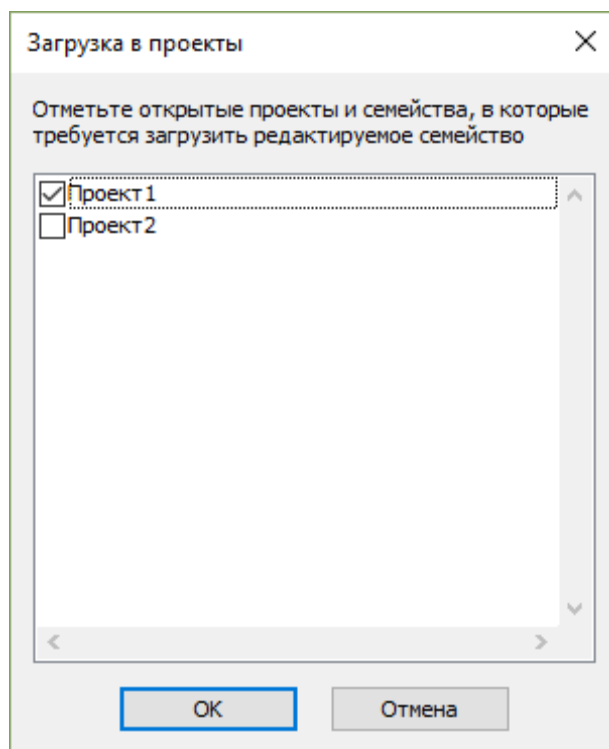 Загрузка в проекты
Отметьте открытые проекты и семейства, в которые
требуется загрузить редактируемое семейство
Проект1
Проект2
OK
Отмена